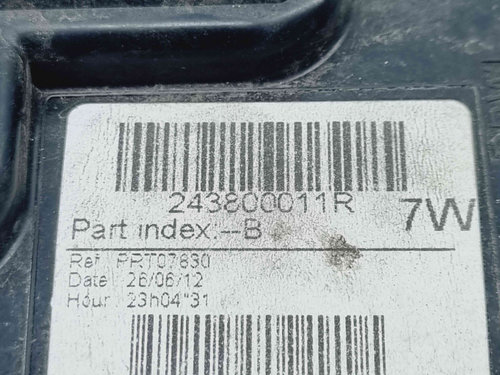 243800011R
7W
Part index:--B
Ref: PRT07830
Date: 26/06/12
Hour: 23h04"31